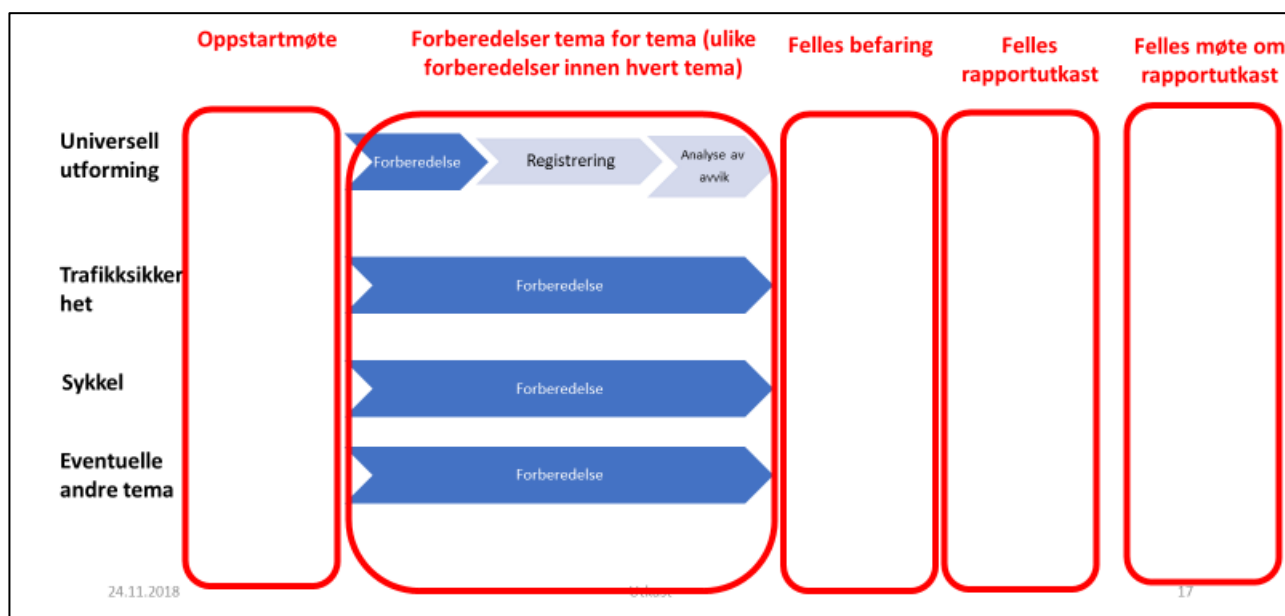 Oppstartmøte
Forberedelser tema for tema (ulike
forberedelser innen hvert tema)
Felles befaring
Felles
rapportutkast
Felles møte om
rapportutkast
Universell
utforming
Forberedelse
Registrering
Analyse av
avvik
Trafikksikker
het
Forberedelse
Sykkel
Forberedelse
Eventuelle
andre tema
Forberedelse
24.11.2018
Utkast
17